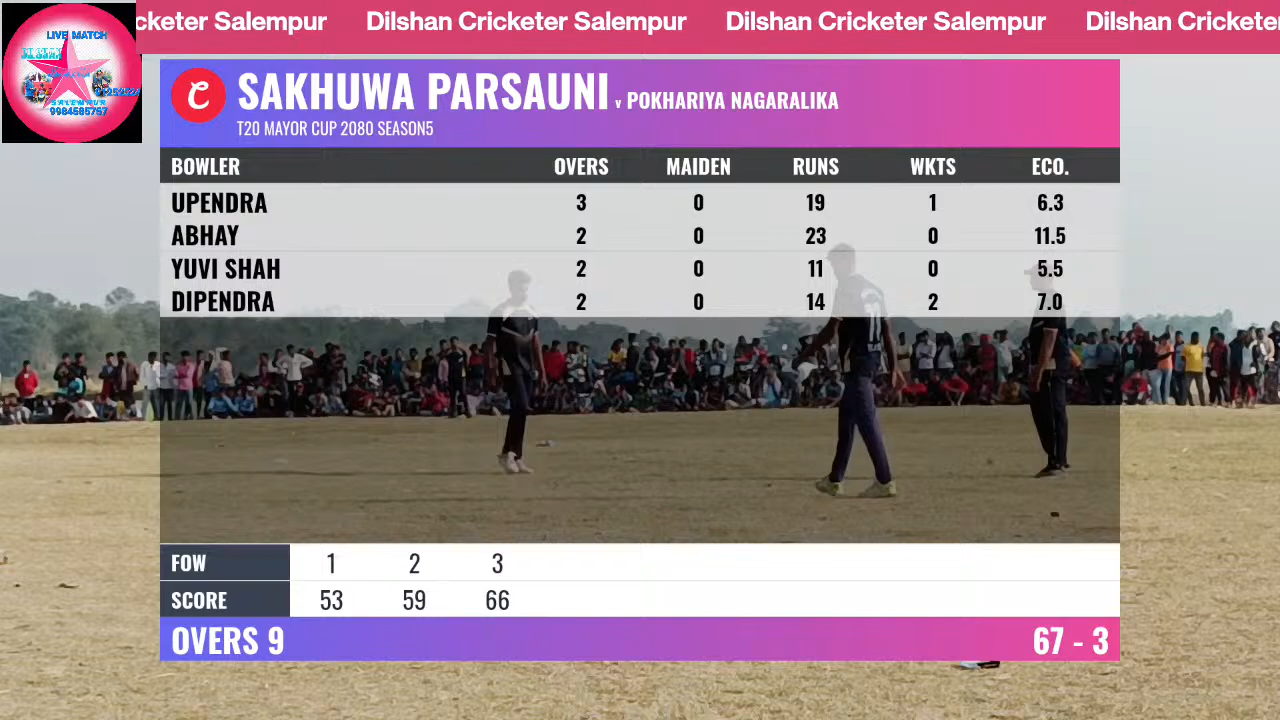 cketer Salempur Dilshan Cricketer Salempur Dilshan Cricketer Salempur Dilshan Cricketer
LIVE MATCH
SALEMPUR
SAKHUWA PARSAUNI v POKHARIYA NAGARALIKA
T20 MAYOR CUP 2080 SEASON5
BOWLER OVERS MAIDEN RUNS WKTS ECO.
UPENDRA 3 0 19 1 6.3
ABHAY 2 0 23 0 11.5
YUVI SHAH 2 0 11 0 5.5
DIPENDRA 2 0 14 2 7.0
FOW 1 2 3
SCORE 53 59 66
OVERS 9 67 - 3